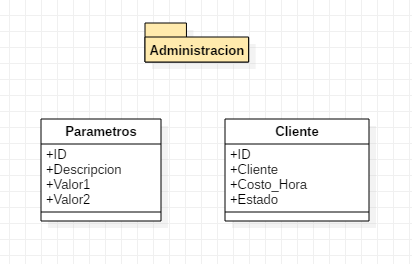 Administracion
Parametros
+ID
+Descripcion
+Valor1
+Valor2
Cliente
+ID
+Cliente
+Costo_Hora
+Estado